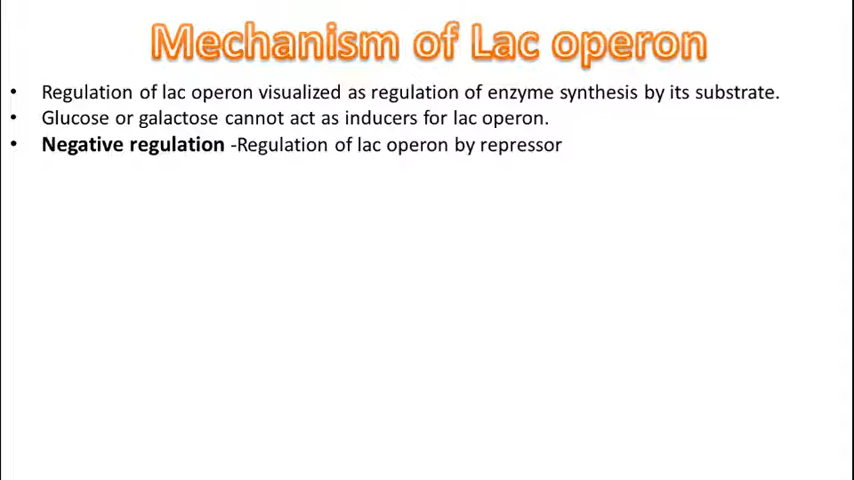 Mechanism of Lac operon
• Regulation of lac operon visualized as regulation of enzyme synthesis by its substrate.
• Glucose or galactose cannot act as inducers for lac operon.
• Negative regulation -Regulation of lac operon by repressor